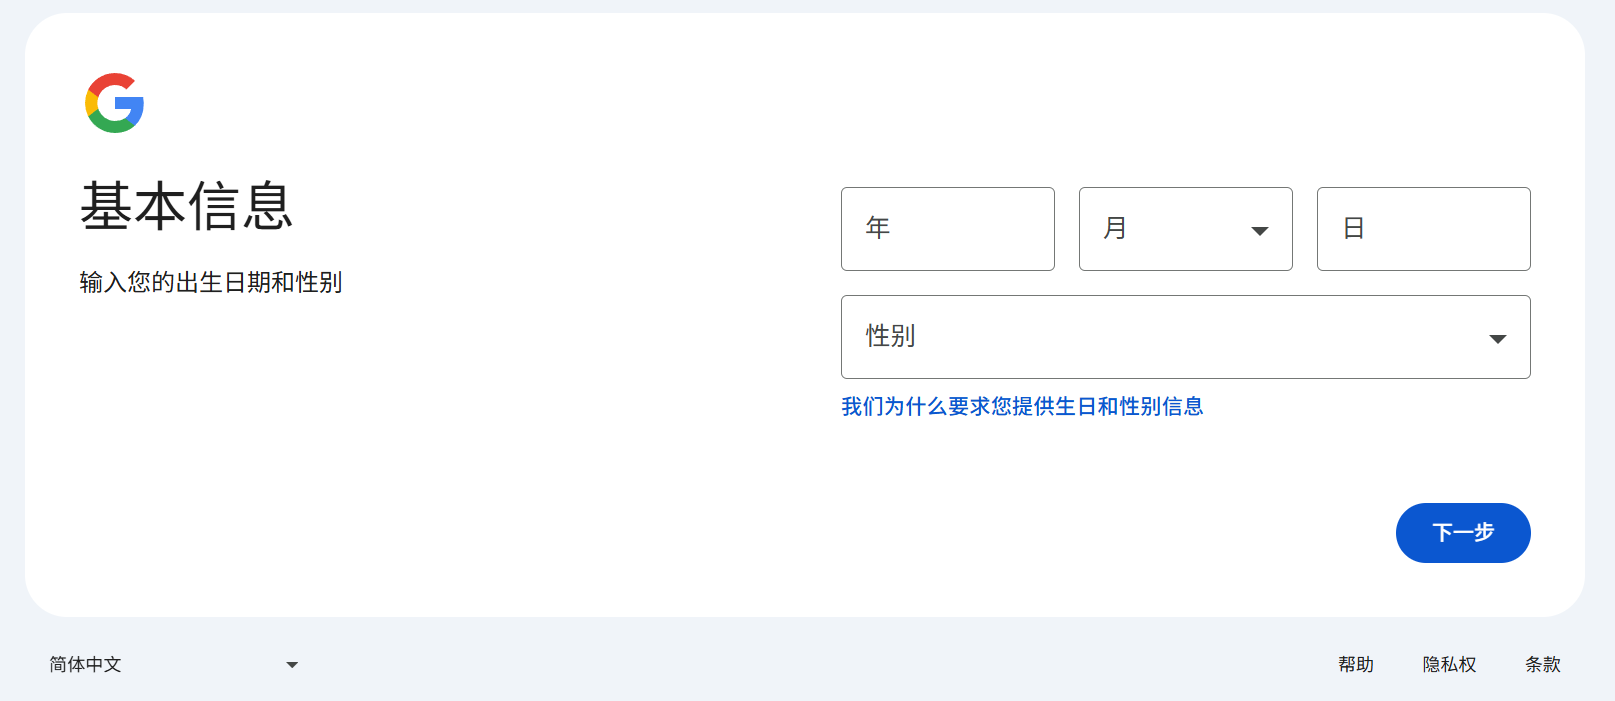 基本信息
输入您的出生日期和性别
年
月
日
性别
我们为什么要求您提供生日和性别信息
下一步
简体中文
帮助
隐私权
条款